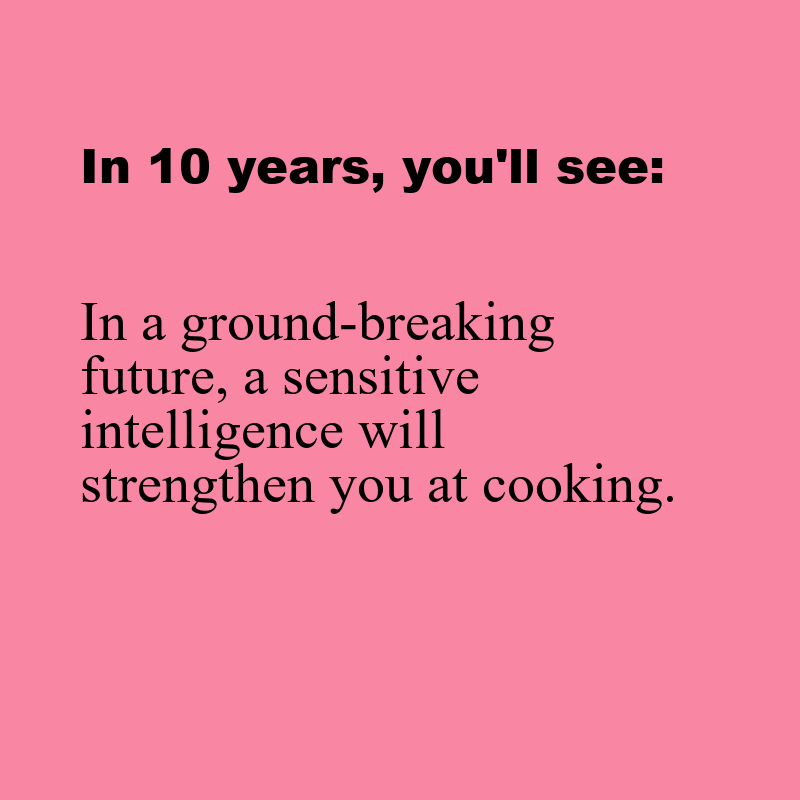 In 10 years, you'll see:
In a ground-breaking
future, a sensitive
intelligence will
strengthen you at cooking.